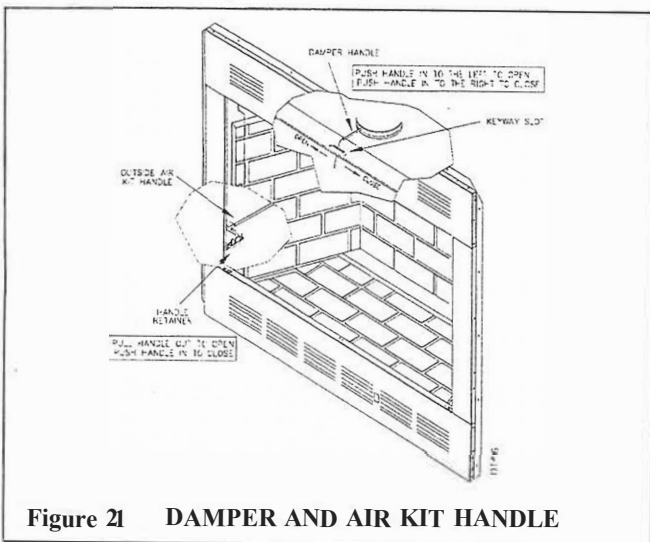 DAMPER HANDLE
PUSH HANDLE IN TO THE LEFT TO OPEN
PUSH HANDLE IN TO THE RIGHT TO CLOSE
KEYWAY SLOT
OPEN
CLOSE
OUTSIDE AIR
KIT HANDLE
HANDLE
RETAINER
PULL HANDLE OUT TO OPEN
PUSH HANDLE IN TO CLOSE
Figure 21 DAMPER AND AIR KIT HANDLE